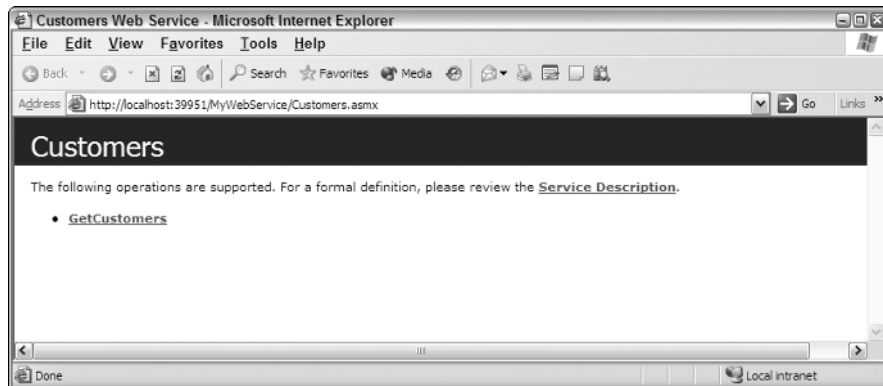 Customers Web Service - Microsoft Internet Explorer
File Edit View Favorites Tools Help
Back Search Favorites Media
Address http://localhost:39951/MyWebService/Customers.asmx Go Links »
Customers
The following operations are supported. For a formal definition, please review the Service Description.
• GetCustomers
Done Local intranet